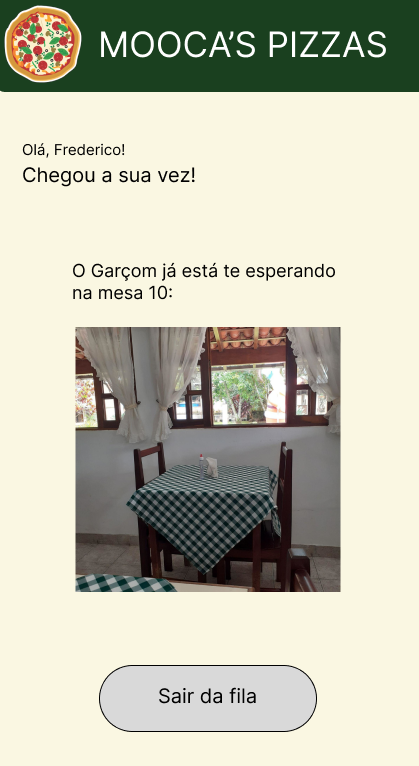 MOOCA’S PIZZAS
Olá, Frederico!
Chegou a sua vez!
O Garçom já está te esperando
na mesa 10:
Sair da fila